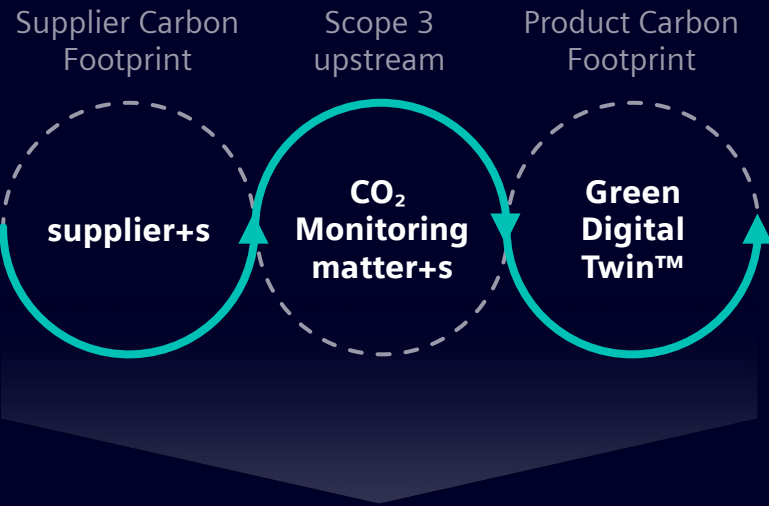 Supplier Carbon
Footprint
Scope 3
upstream
Product Carbon
Footprint
supplier+s
CO₂
Monitoring
matter+s
Green
Digital
Twin™